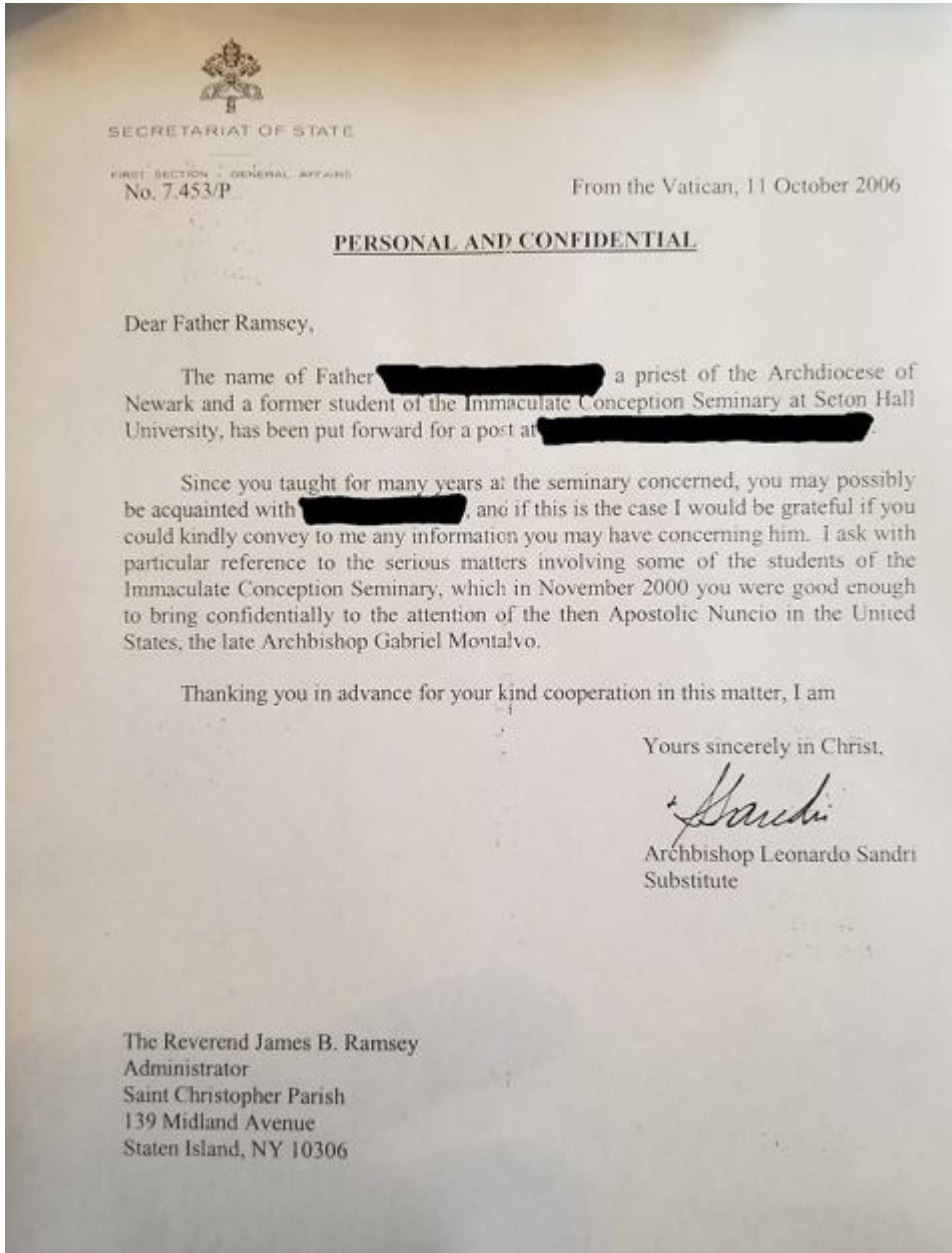 SECRETARIAT OF STATE
FIRST SECTION - GENERAL AFFAIRS
No. 7.453/P
From the Vatican, 11 October 2006
PERSONAL AND CONFIDENTIAL
Dear Father Ramsey,
The name of Father a priest of the Archdiocese of
Newark and a former student of the Immaculate Conception Seminary at Seton Hall
University, has been put forward for a post at .
Since you taught for many years at the seminary concerned, you may possibly
be acquainted with , and if this is the case I would be grateful if you
could kindly convey to me any information you may have concerning him. I ask with
particular reference to the serious matters involving some of the students of the
Immaculate Conception Seminary, which in November 2000 you were good enough
to bring confidentially to the attention of the then Apostolic Nuncio in the United
States, the late Archbishop Gabriel Montalvo.
Thanking you in advance for your kind cooperation in this matter, I am
Yours sincerely in Christ,
Sandri
Archbishop Leonardo Sandri
Substitute
The Reverend James B. Ramsey
Administrator
Saint Christopher Parish
139 Midland Avenue
Staten Island, NY 10306